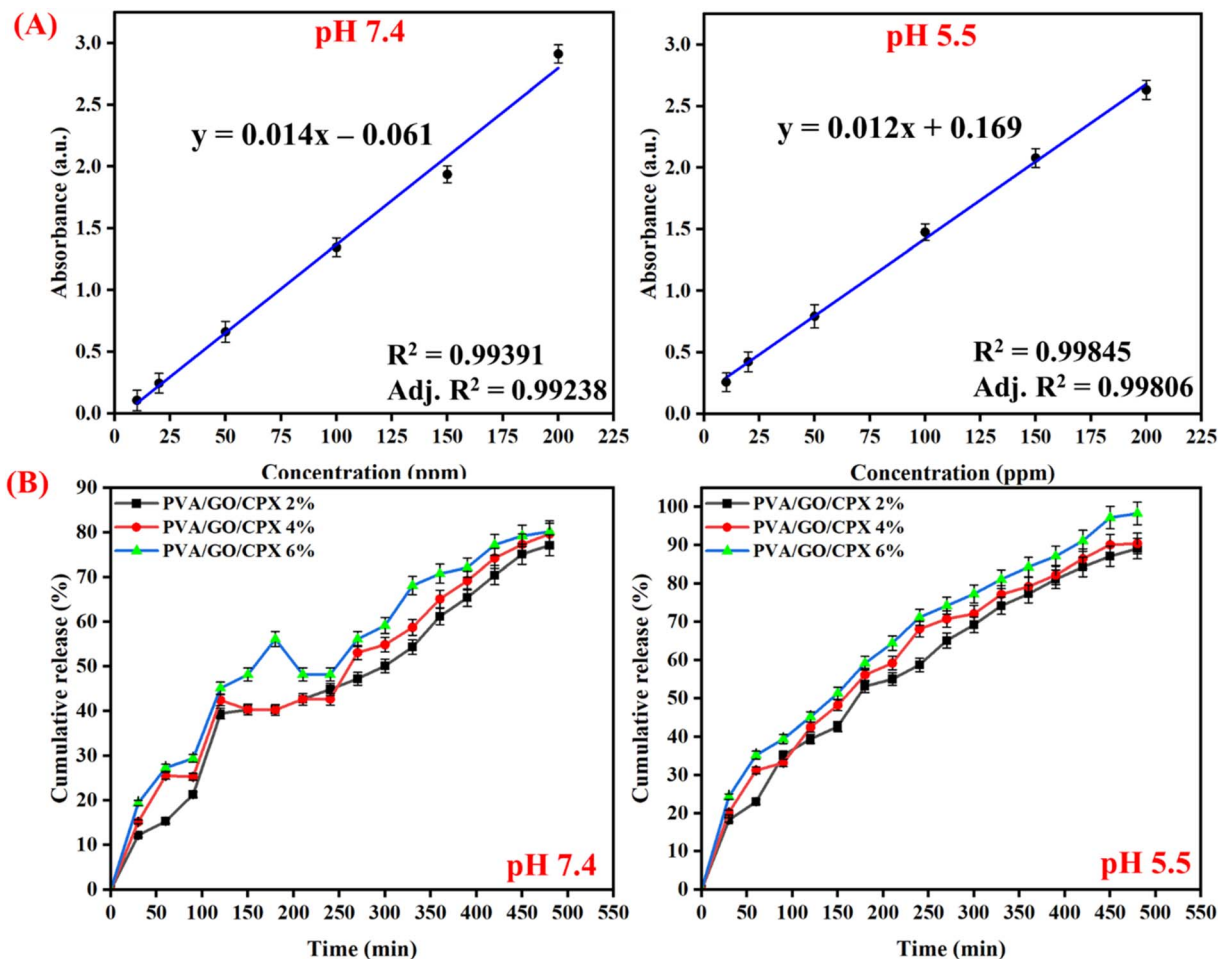 (A)
pH 7.4
y = 0.014x – 0.061
R² = 0.99391
Adj. R² = 0.99238
Absorbance (a.u.)
3.0
2.5
2.0
1.5
1.0
0.5
0.0
0 25 50 75 100 125 150 175 200 225
Concentration (ppm)
pH 5.5
y = 0.012x + 0.169
R² = 0.99845
Adj. R² = 0.99806
Absorbance (a.u.)
3.0
2.5
2.0
1.5
1.0
0.5
0.0
0 25 50 75 100 125 150 175 200 225
Concentration (ppm)
(B)
PVA/GO/CPX 2%
PVA/GO/CPX 4%
PVA/GO/CPX 6%
Cumulative release (%)
90
80
70
60
50
40
30
20
10
0
pH 7.4
0 50 100 150 200 250 300 350 400 450 500 550
Time (min)
PVA/GO/CPX 2%
PVA/GO/CPX 4%
PVA/GO/CPX 6%
Cumulative release (%)
100
90
80
70
60
50
40
30
20
10
0
pH 5.5
0 50 100 150 200 250 300 350 400 450 500 550
Time (min)